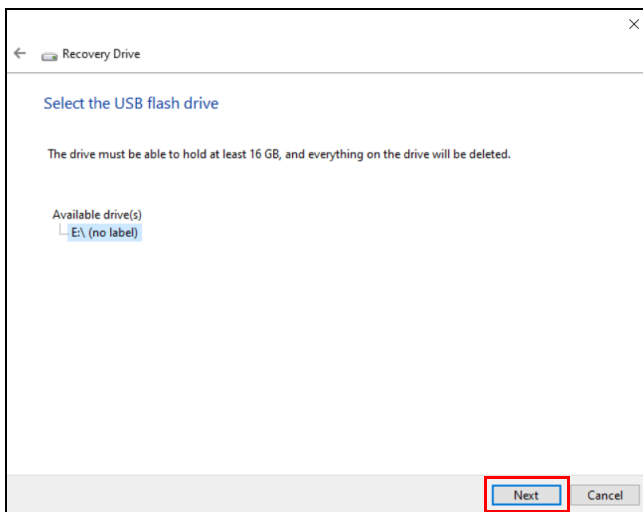 Recovery Drive
Select the USB flash drive
The drive must be able to hold at least 16 GB, and everything on the drive will be deleted.
Available drive(s)
E:\ (no label)
Next Cancel